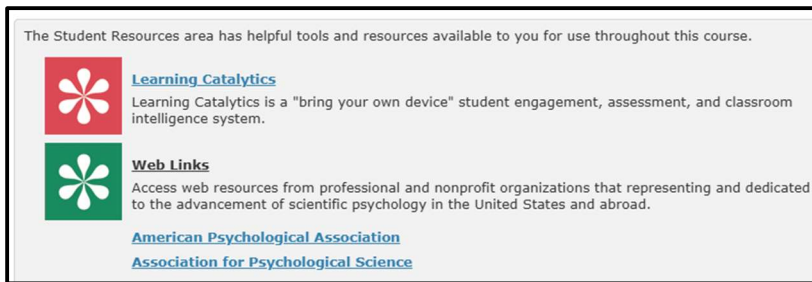 The Student Resources area has helpful tools and resources available to you for use throughout this course.
Learning Catalytics
Learning Catalytics is a "bring your own device" student engagement, assessment, and classroom
intelligence system.
Web Links
Access web resources from professional and nonprofit organizations that representing and dedicated
to the advancement of scientific psychology in the United States and abroad.
American Psychological Association
Association for Psychological Science